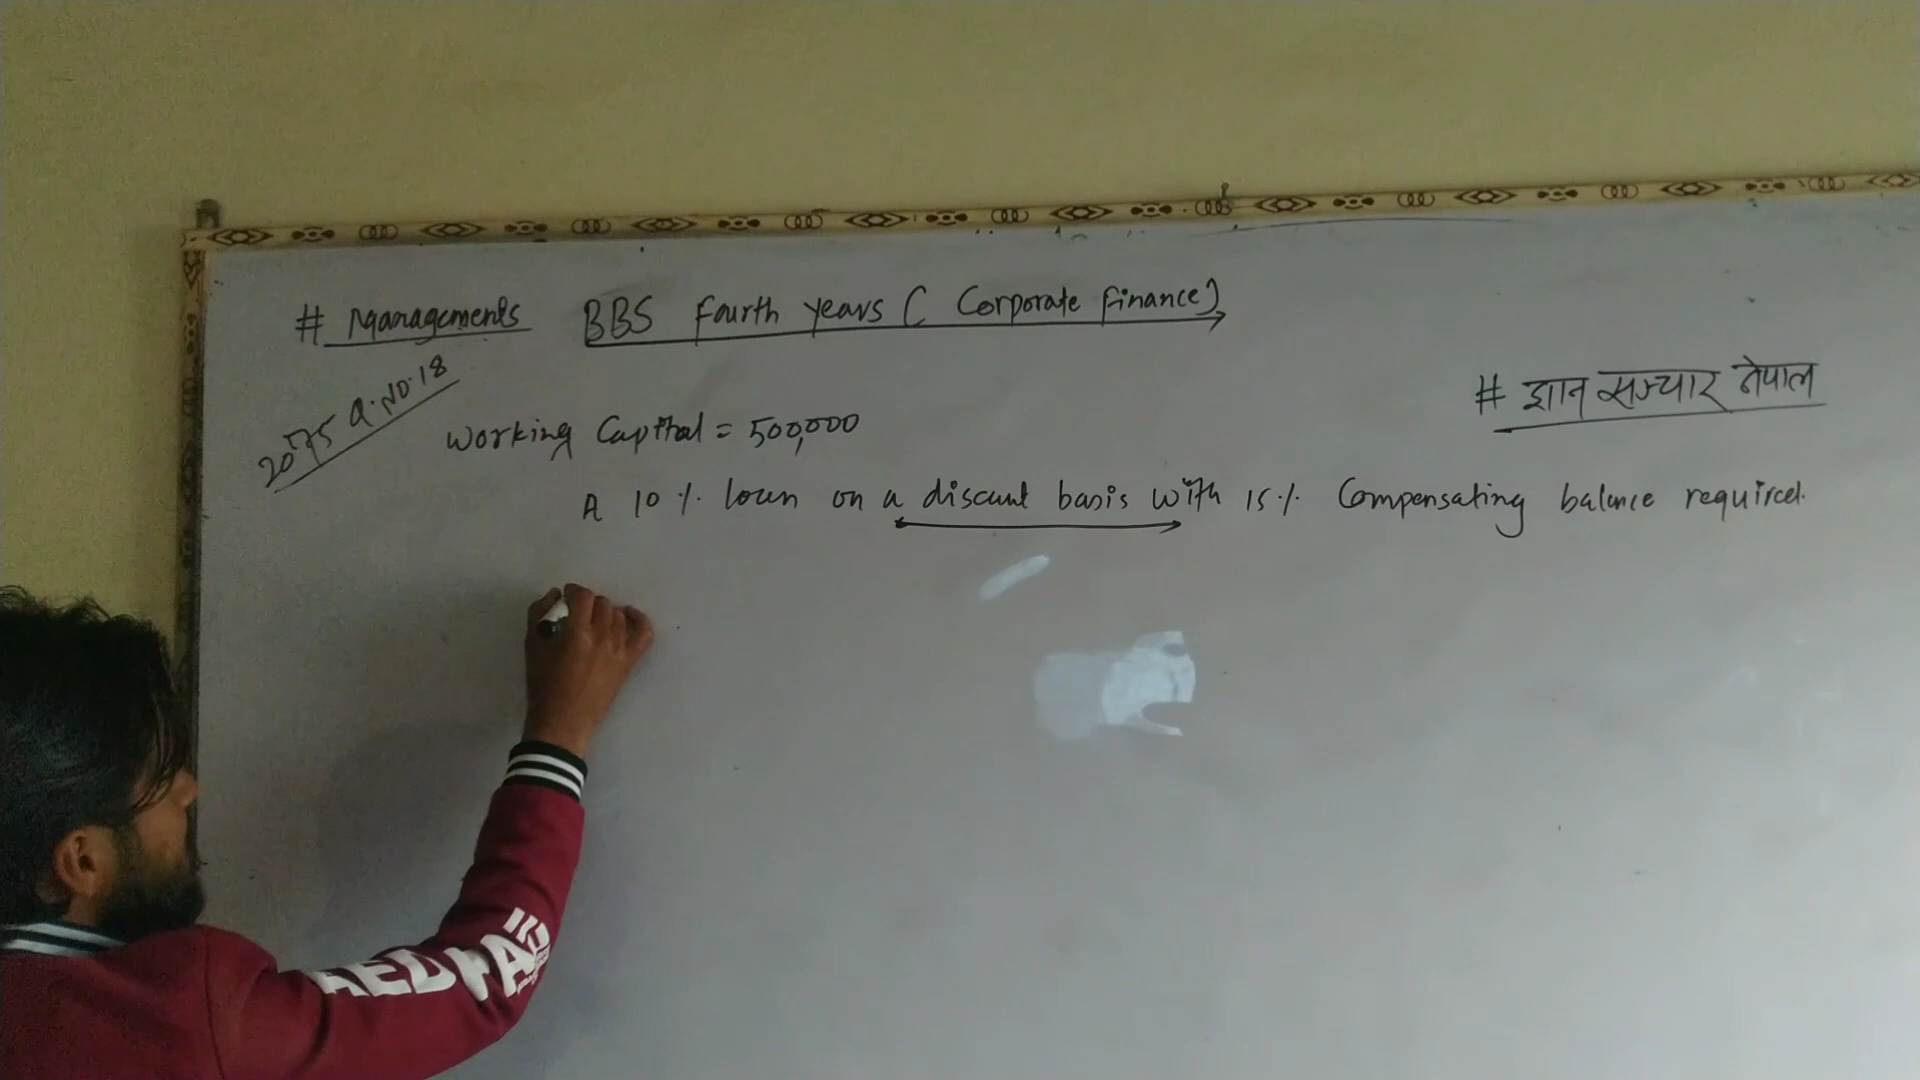 # Managements BBS Fourth Years ( Corporate Finance)
2075 Q.NO.18
# ज्ञान सञ्चार नेपाल
Working Capital = 500,000
A 10 % loan on a discount basis with 15% Compensating balance required.